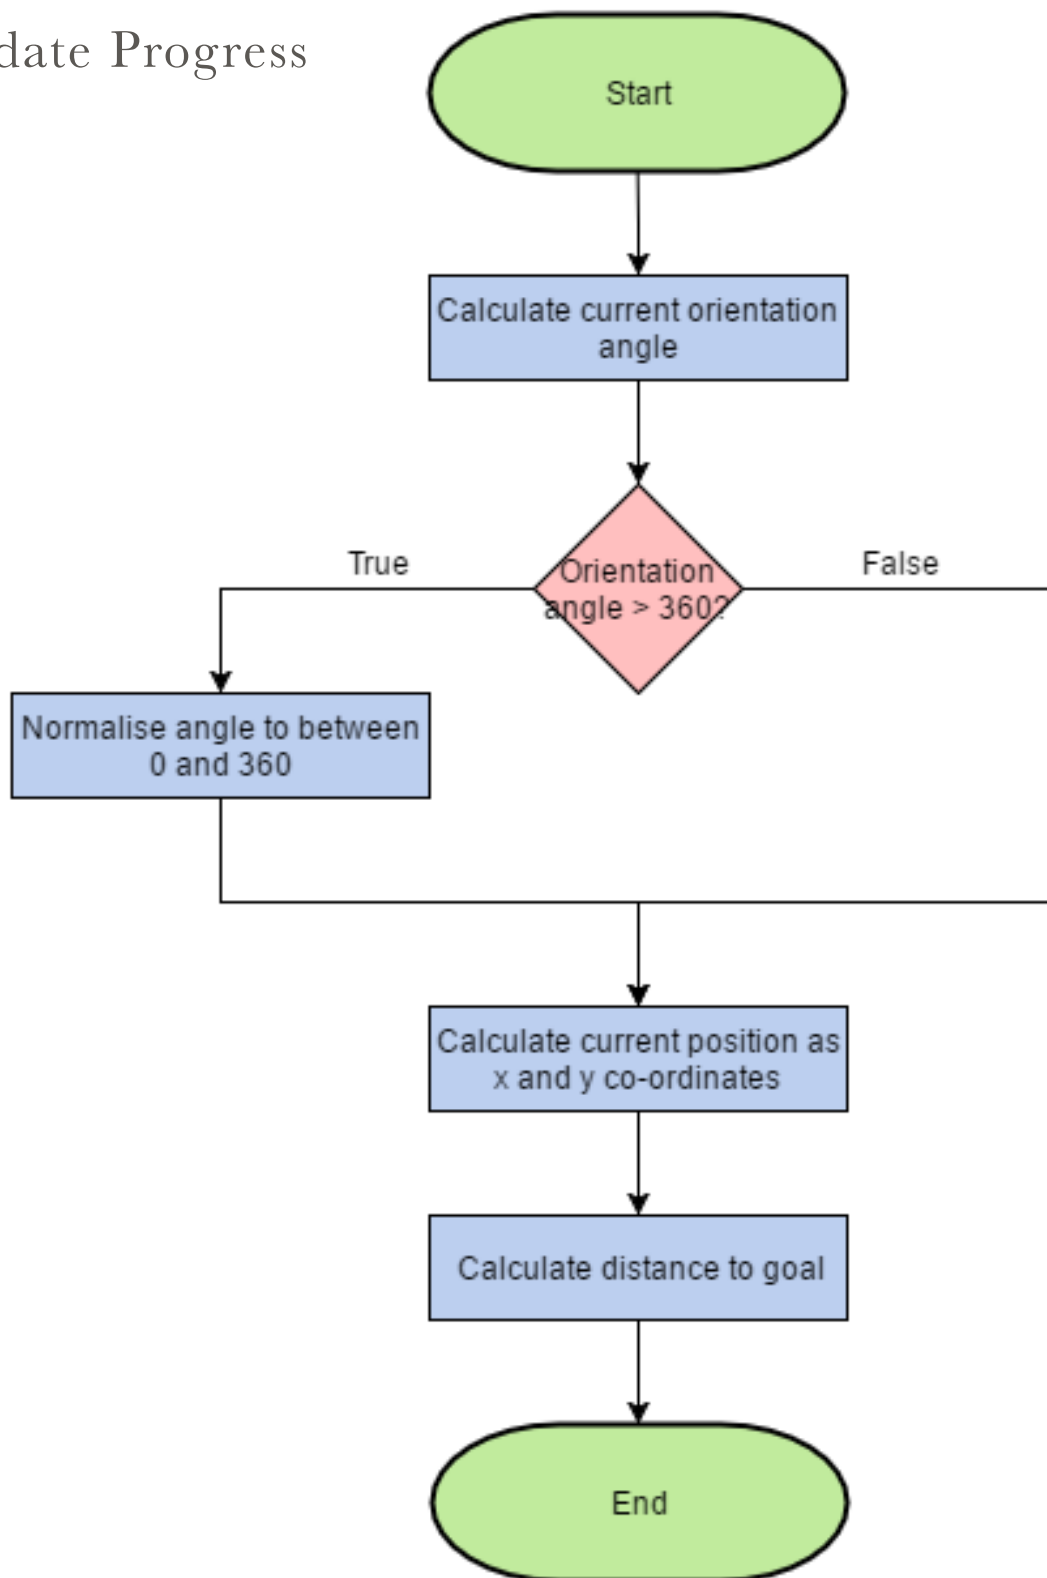 date Progress
Start
Calculate current orientation
angle
Orientation
angle > 360?
True
False
Normalise angle to between
0 and 360
Calculate current position as
x and y co-ordinates
Calculate distance to goal
End